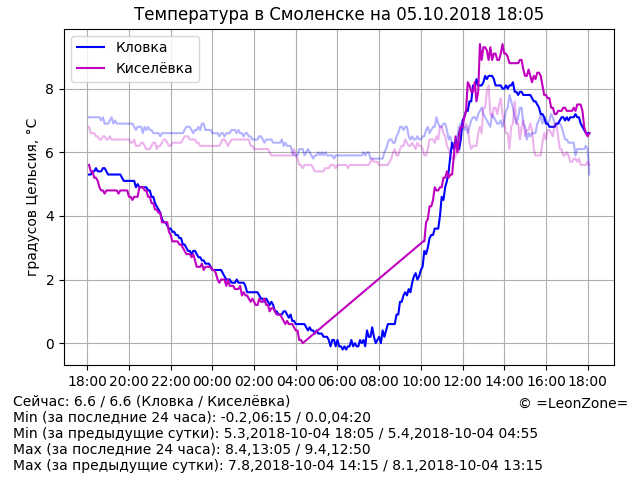 Температура в Смоленске на 05.10.2018 18:05
Кловка
Киселёвка
градусов Цельсия, °C
8
6
4
2
0
18:00 20:00 22:00 00:00 02:00 04:00 06:00 08:00 10:00 12:00 14:00 16:00 18:00
Сейчас: 6.6 / 6.6 (Кловка / Киселёвка)
© =LeonZone=
Min (за последние 24 часа): -0.2,06:15 / 0.0,04:20
Min (за предыдущие сутки): 5.3,2018-10-04 18:05 / 5.4,2018-10-04 04:55
Max (за последние 24 часа): 8.4,13:05 / 9.4,12:50
Max (за предыдущие сутки): 7.8,2018-10-04 14:15 / 8.1,2018-10-04 13:15